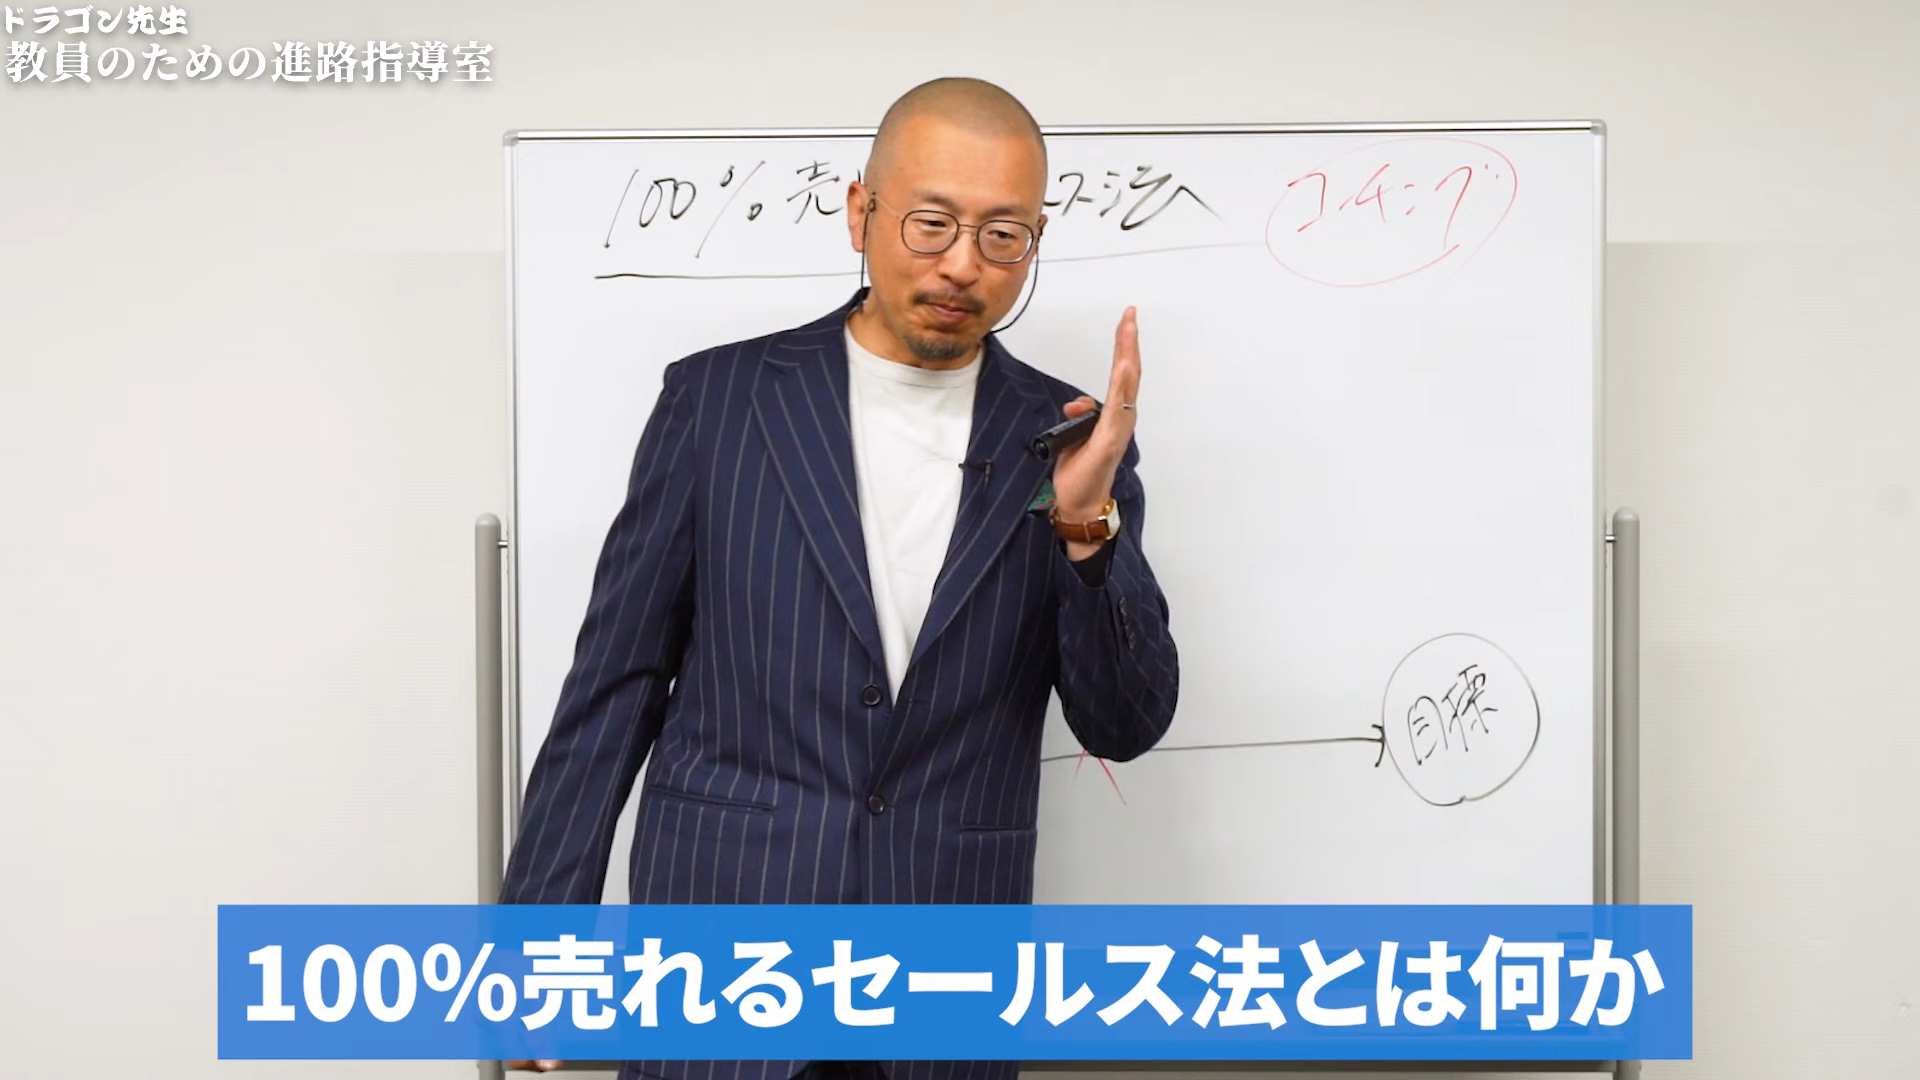 ドラゴン先生
教員のための進路指導室
100%売 ス法へ
コーチング
目標
100%売れるセールス法とは何か